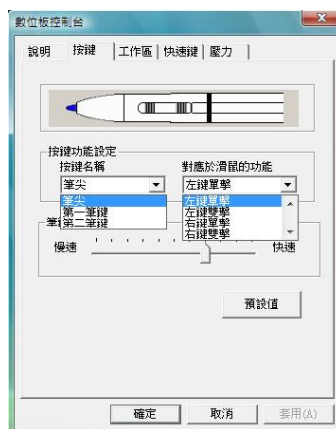 數位板控制台
說明 按鍵 工作區 快速鍵 壓力
按鍵功能設定
按鍵名稱 對應於滑鼠的功能
筆尖 左鍵單擊
筆尖 左鍵單擊
第一筆鍵 左鍵雙擊
第二筆鍵 右鍵單擊
右鍵雙擊
筆
慢速 快速
預設值
確定 取消 套用(A)